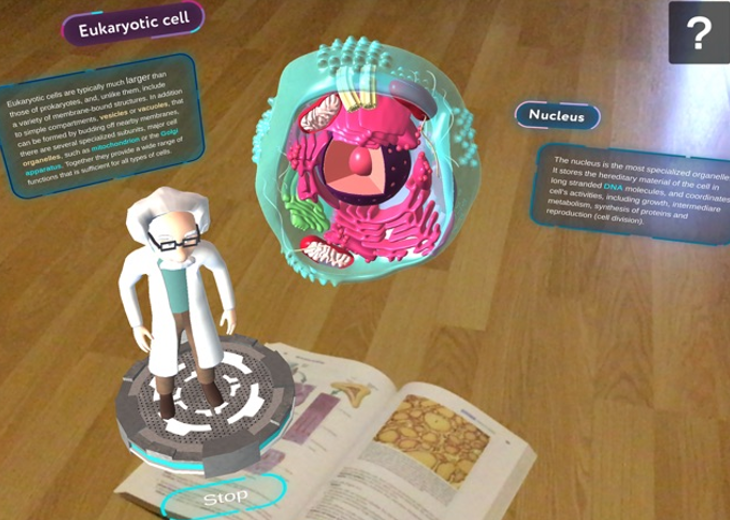 Eukaryotic cell
?
Eukaryotic cells are typically much larger than
those of prokaryotes, and, unlike them, include
a variety of membrane-bound structures. In addition
to simple compartments, vesicles or vacuoles, that
can be formed by budding off nearby membranes,
there are several specialized subunits, major cell
organelles, such as mitochondrion or the Golgi
apparatus. Together they provide a wide range of
functions that is sufficient for all types of cells.
Nucleus
The nucleus is the most specialized organelle
It stores the hereditary material of the cell in
long stranded DNA molecules, and coordinates
cell's activities, including growth, intermediate
metabolism, synthesis of proteins and
reproduction (cell division).
Stop